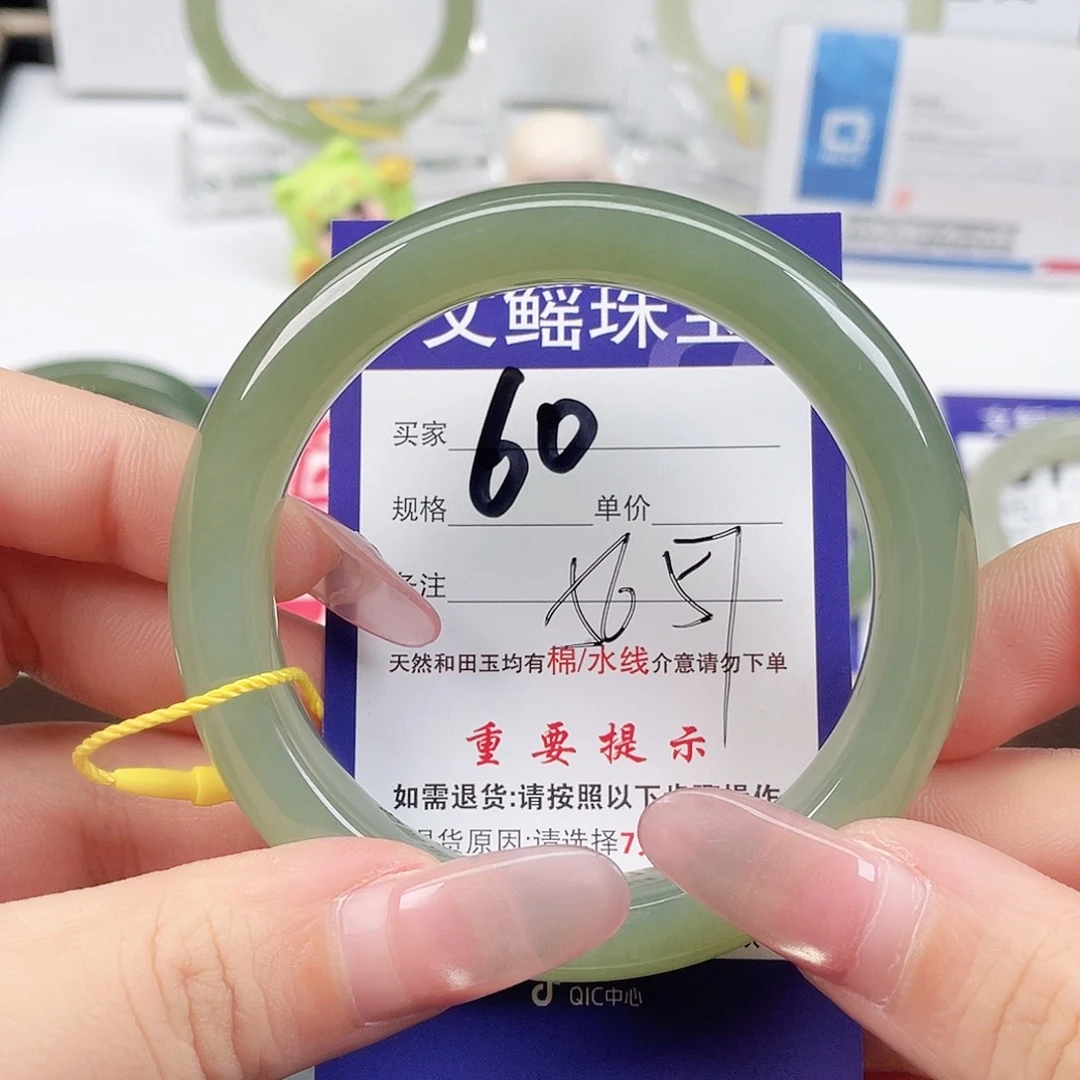 文鳐珠宝
买家 60
规格 单价
备注
天然和田玉均有棉/水线介意请勿下单
重要提示
如需退货:请按照以下步骤操作
退货原因:请选择7
QIC中心